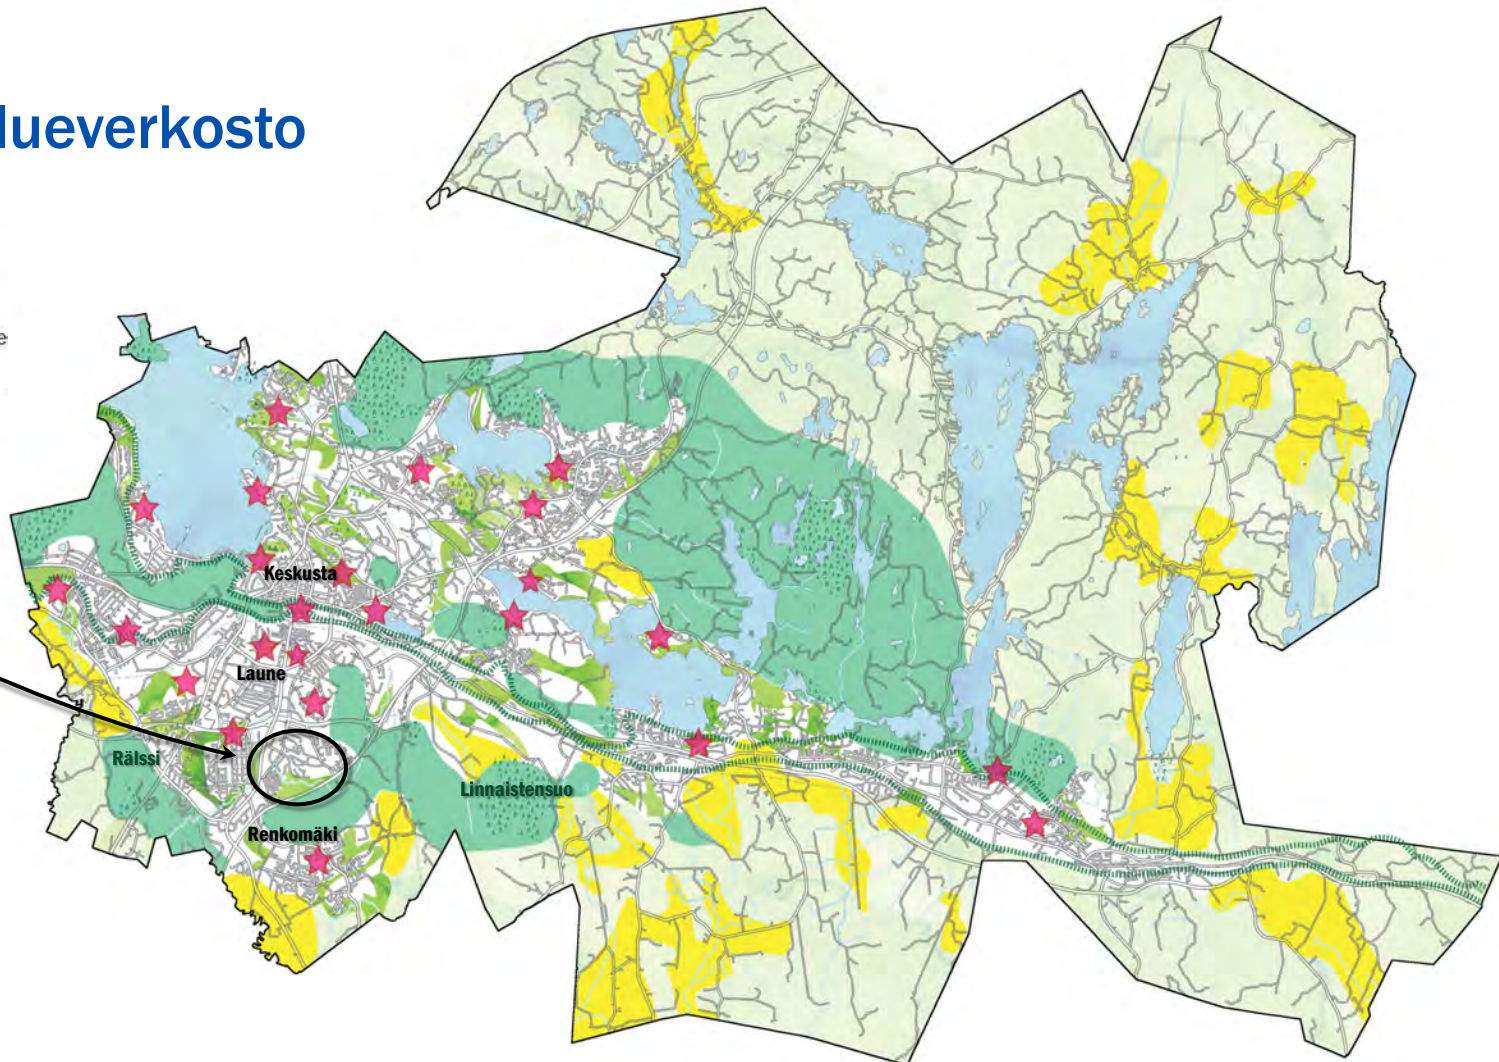 lueverkosto
e
Keskusta
Laune
Rälssi
Linnaistensuo
Renkomäki